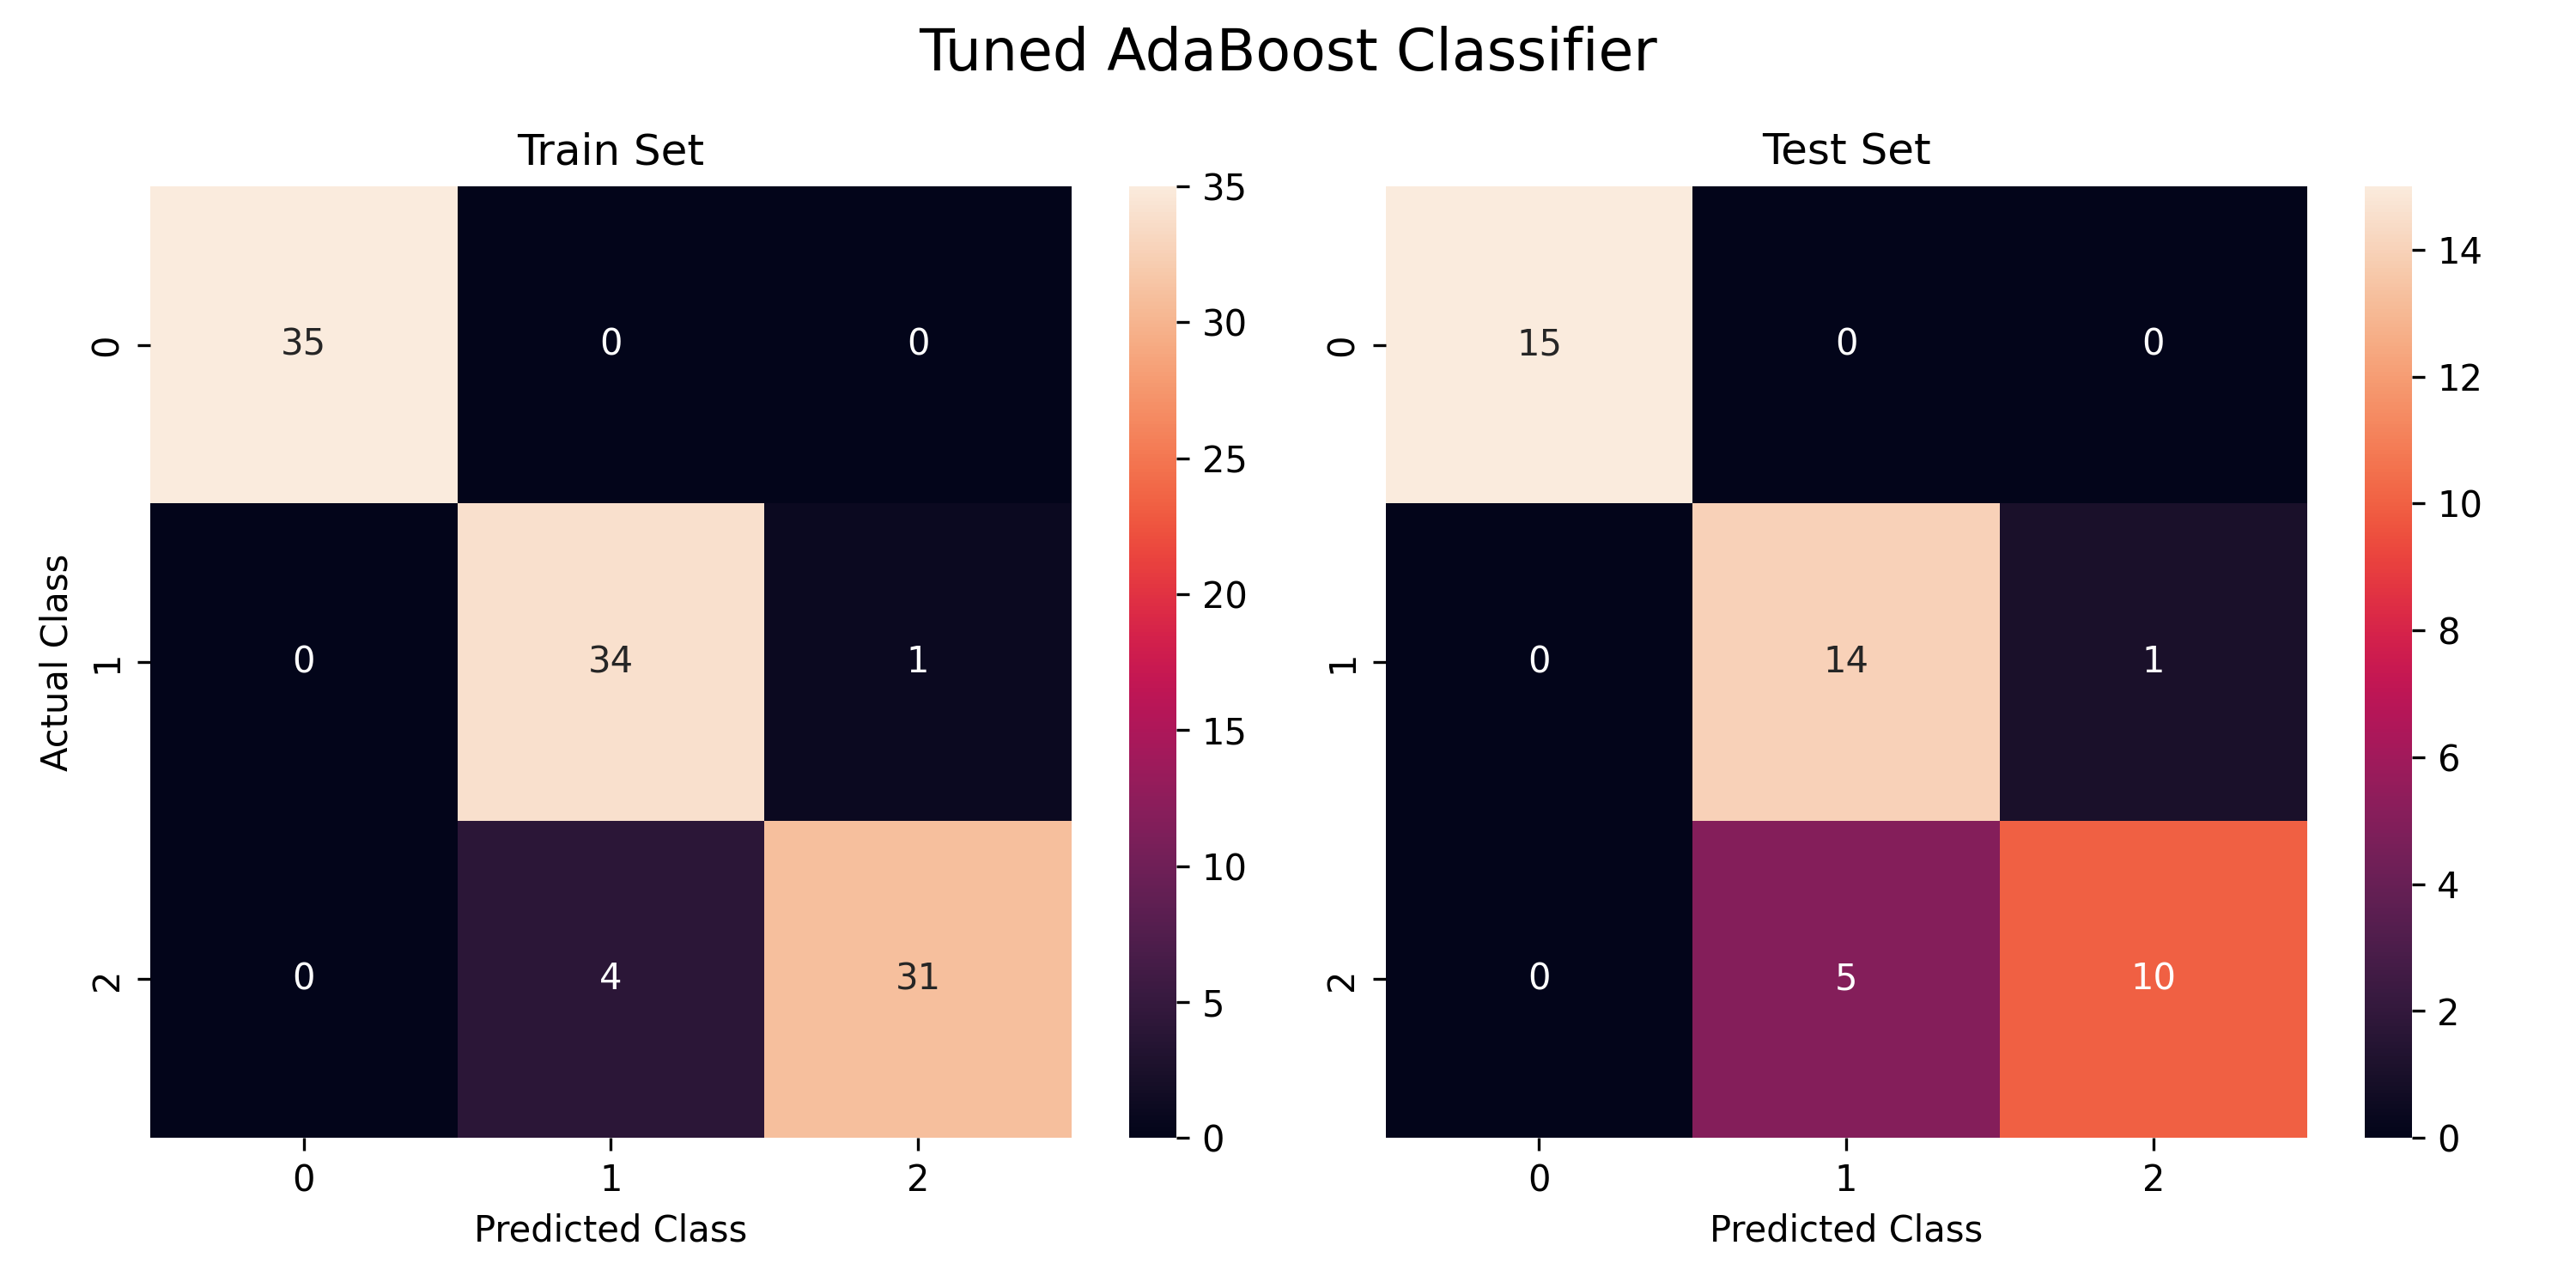 Tuned AdaBoost Classifier
Train Set
Test Set
Actual Class
0
1
2
35 0 0
0 34 1
0 4 31
0 1 2
Predicted Class
35
30
25
20
15
10
5
0
0
1
2
15 0 0
0 14 1
0 5 10
0 1 2
Predicted Class
14
12
10
8
6
4
2
0